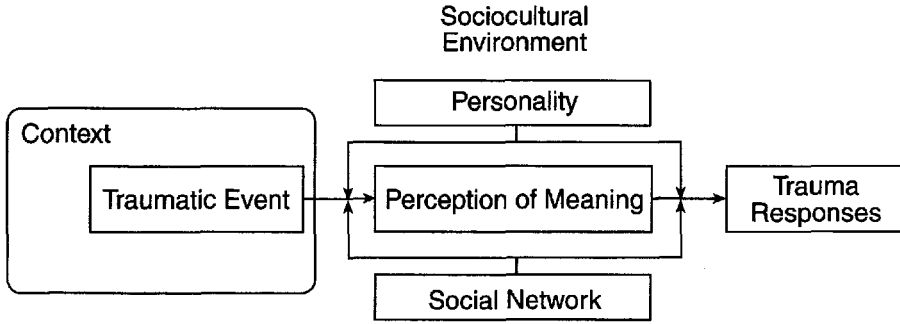 Sociocultural
Environment
Personality
Context
Traumatic Event
Perception of Meaning
Trauma
Responses
Social Network